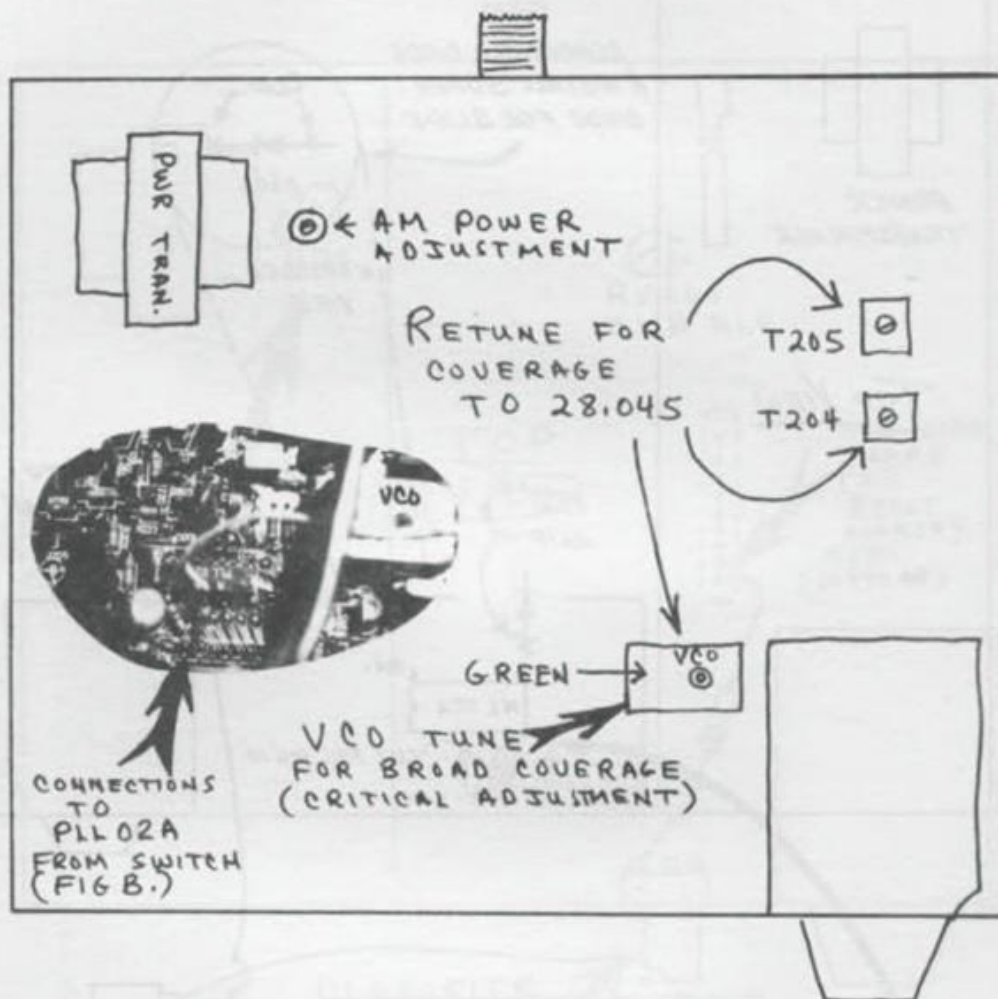 PWR TRAN.
AM POWER
ADJUSTMENT
RETUNE FOR
COVERAGE
TO 28.045
T205
T204
VCO
VCO
GREEN
VCO TUNE
FOR BROAD COVERAGE
(CRITICAL ADJUSTMENT)
CONNECTIONS
TO
PLL02A
FROM SWITCH
(FIG B.)